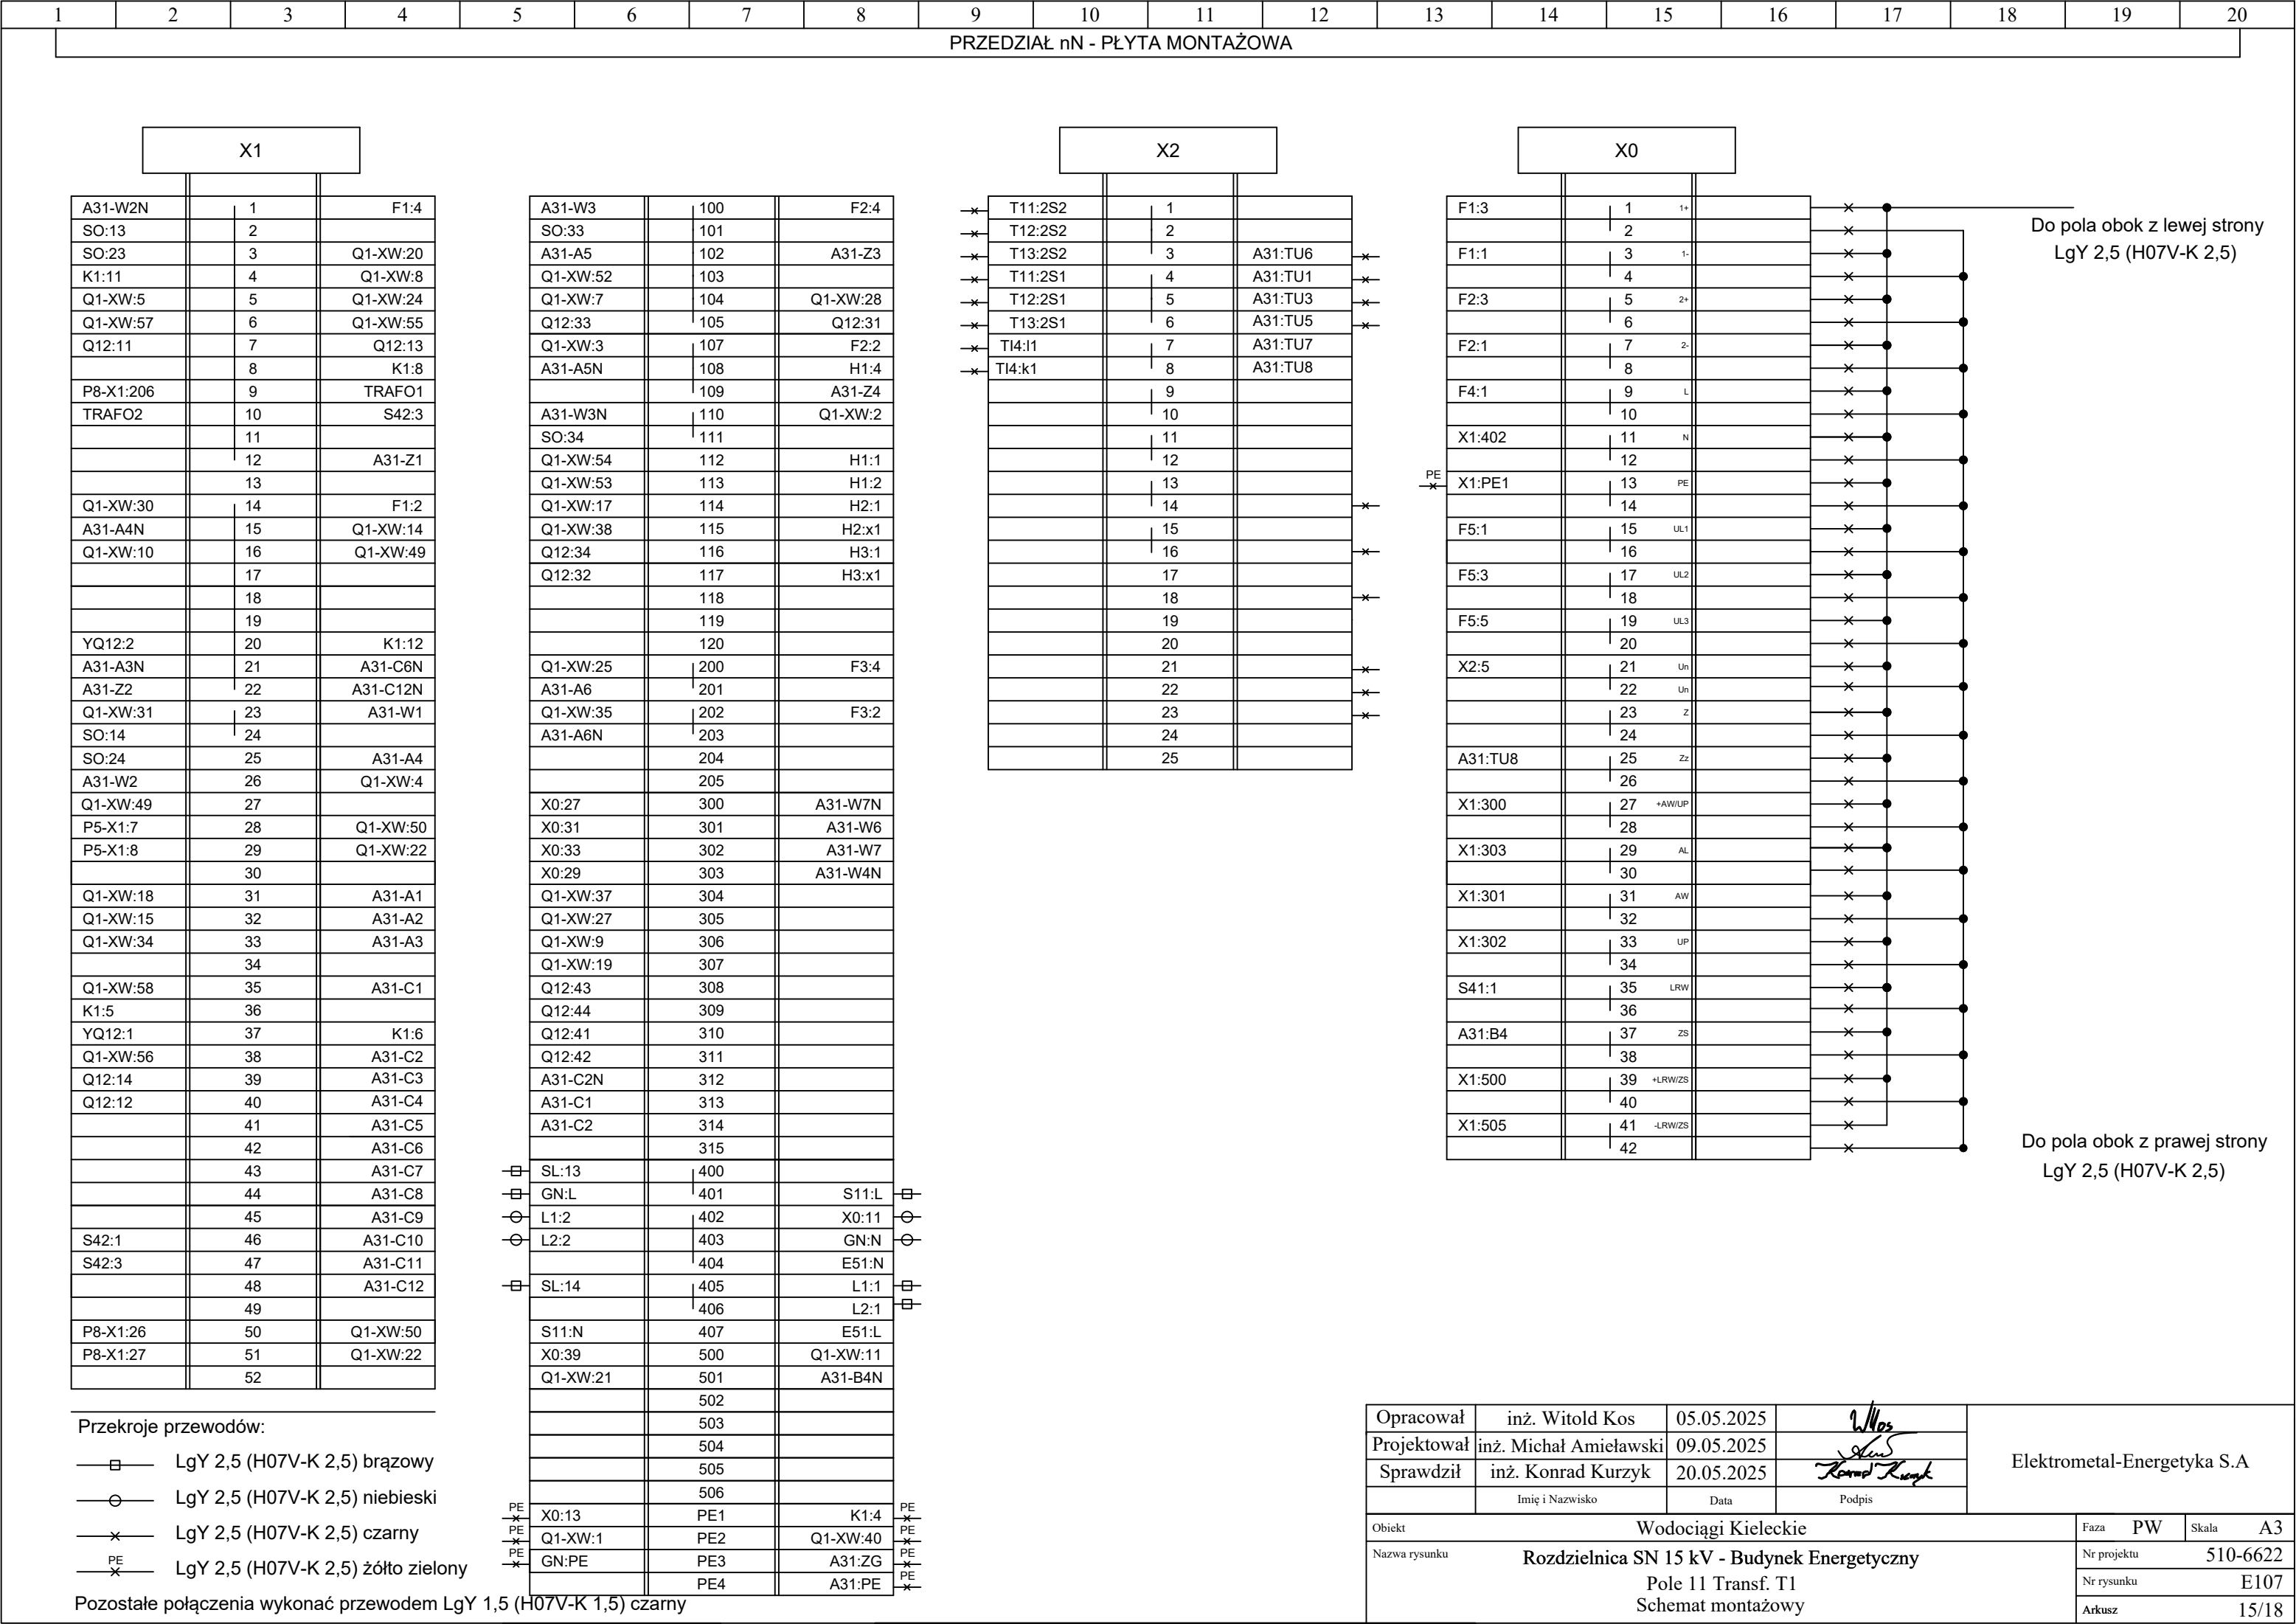 1 2 3 4 5 6 7 8 9 10 11 12 13 14 15 16 17 18 19 20
PRZEDZIAŁ nN - PŁYTA MONTAŻOWA
X1
A31-W2N 1 F1:4
SO:13 2
SO:23 3 Q1-XW:20
K1:11 4 Q1-XW:8
Q1-XW:5 5 Q1-XW:24
Q1-XW:57 6 Q1-XW:55
Q12:11 7 Q12:13
8 K1:8
P8-X1:206 9 TRAFO1
TRAFO2 10 S42:3
11
12 A31-Z1
13
Q1-XW:30 14 F1:2
A31-A4N 15 Q1-XW:14
Q1-XW:10 16 Q1-XW:49
17
18
19
YQ12:2 20 K1:12
A31-A3N 21 A31-C6N
A31-Z2 22 A31-C12N
Q1-XW:31 23 A31-W1
SO:14 24
SO:24 25 A31-A4
A31-W2 26 Q1-XW:4
Q1-XW:49 27
P5-X1:7 28 Q1-XW:50
P5-X1:8 29 Q1-XW:22
30
Q1-XW:18 31 A31-A1
Q1-XW:15 32 A31-A2
Q1-XW:34 33 A31-A3
34
Q1-XW:58 35 A31-C1
K1:5 36
YQ12:1 37 K1:6
Q1-XW:56 38 A31-C2
Q12:14 39 A31-C3
Q12:12 40 A31-C4
41 A31-C5
42 A31-C6
43 A31-C7
44 A31-C8
45 A31-C9
S42:1 46 A31-C10
S42:3 47 A31-C11
48 A31-C12
49
P8-X1:26 50 Q1-XW:50
P8-X1:27 51 Q1-XW:22
52
A31-W3 100 F2:4
SO:33 101
A31-A5 102 A31-Z3
Q1-XW:52 103
Q1-XW:7 104 Q1-XW:28
Q12:33 105 Q12:31
Q1-XW:3 107 F2:2
A31-A5N 108 H1:4
109 A31-Z4
A31-W3N 110 Q1-XW:2
SO:34 111
Q1-XW:54 112 H1:1
Q1-XW:53 113 H1:2
Q1-XW:17 114 H2:1
Q1-XW:38 115 H2:x1
Q12:34 116 H3:1
Q12:32 117 H3:x1
118
119
120
Q1-XW:25 200 F3:4
A31-A6 201
Q1-XW:35 202 F3:2
A31-A6N 203
204
205
X0:27 300 A31-W7N
X0:31 301 A31-W6
X0:33 302 A31-W7
X0:29 303 A31-W4N
Q1-XW:37 304
Q1-XW:27 305
Q1-XW:9 306
Q1-XW:19 307
Q12:43 308
Q12:44 309
Q12:41 310
Q12:42 311
A31-C2N 312
A31-C1 313
A31-C2 314
315
SL:13 400
GN:L 401 S11:L
L1:2 402 X0:11
L2:2 403 GN:N
404 E51:N
SL:14 405 L1:1
406 L2:1
S11:N 407 E51:L
X0:39 500 Q1-XW:11
Q1-XW:21 501 A31-B4N
502
503
504
505
506
PE X0:13 PE1 K1:4 PE
PE Q1-XW:1 PE2 Q1-XW:40 PE
PE GN:PE PE3 A31:ZG PE
PE4 A31:PE PE
X2
T11:2S2 1
T12:2S2 2
T13:2S2 3 A31:TU6
T11:2S1 4 A31:TU1
T12:2S1 5 A31:TU3
T13:2S1 6 A31:TU5
TI4:l1 7 A31:TU7
TI4:k1 8 A31:TU8
9
10
11
12
13
14
15
16
17
18
19
20
21
22
23
24
25
X0
F1:3 1 1+
2
F1:1 3 1-
4
F2:3 5 2+
6
F2:1 7 2-
8
F4:1 9 L
10
X1:402 11 N
12
PE X1:PE1 13 PE
14
F5:1 15 UL1
16
F5:3 17 UL2
18
F5:5 19 UL3
20
X2:5 21 Un
22 Un
23 Z
24
A31:TU8 25 Zz
26
X1:300 27 +AW/UP
28
X1:303 29 AL
30
X1:301 31 AW
32
X1:302 33 UP
34
S41:1 35 LRW
36
A31:B4 37 ZS
38
X1:500 39 +LRW/ZS
40
X1:505 41 -LRW/ZS
42
Do pola obok z lewej strony
LgY 2,5 (H07V-K 2,5)
Do pola obok z prawej strony
LgY 2,5 (H07V-K 2,5)
Przekroje przewodów:
LgY 2,5 (H07V-K 2,5) brązowy
LgY 2,5 (H07V-K 2,5) niebieski
LgY 2,5 (H07V-K 2,5) czarny
PE LgY 2,5 (H07V-K 2,5) żółto zielony
Pozostałe połączenia wykonać przewodem LgY 1,5 (H07V-K 1,5) czarny
Opracował inż. Witold Kos 05.05.2025
Projektował inż. Michał Amieławski 09.05.2025
Sprawdził inż. Konrad Kurzyk 20.05.2025 Konrad Kurzyk
Imię i Nazwisko Data Podpis
Elektrometal-Energetyka S.A
Obiekt Wodociągi Kieleckie Faza PW Skala A3
Nazwa rysunku Rozdzielnica SN 15 kV - Budynek Energetyczny Nr projektu 510-6622
Pole 11 Transf. T1 Nr rysunku E107
Schemat montażowy Arkusz 15/18